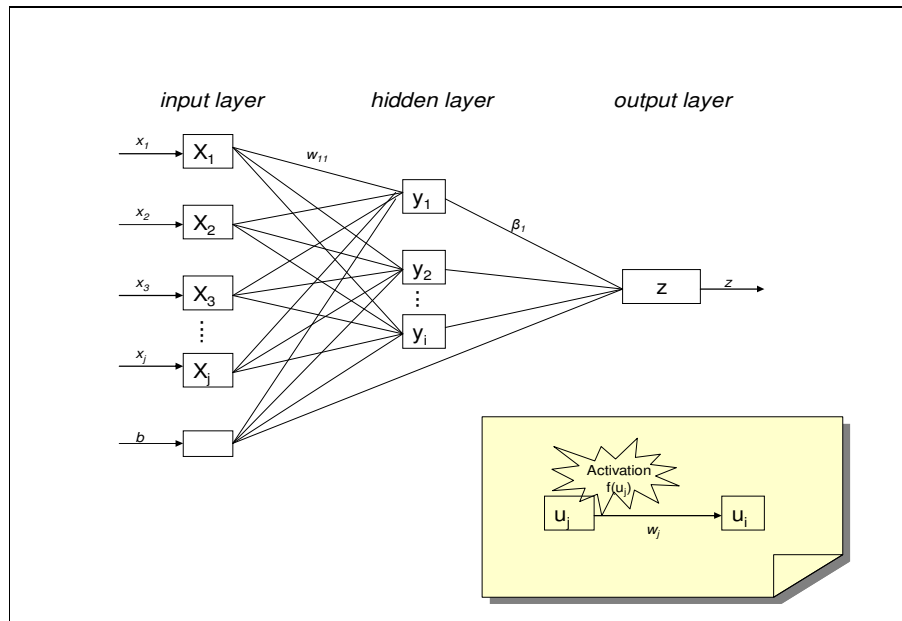 input layer hidden layer output layer
x₁ X₁ w₁₁
y₁
x₂ X₂ β₁
y₂
z z
x₃ X₃
yᵢ
xⱼ Xⱼ
b
Activation
f(uⱼ)
uⱼ uᵢ
wⱼ